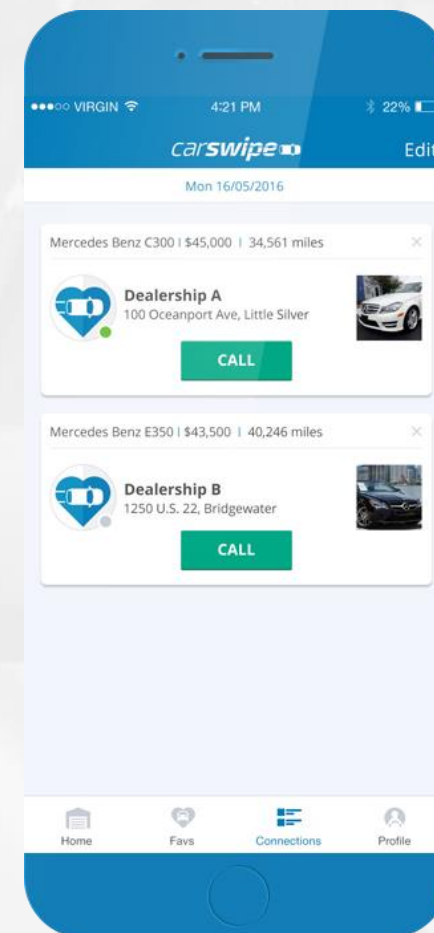 VIRGIN 4:21 PM 22%
carswipe Edit
Mon 16/05/2016
Mercedes Benz C300 | $45,000 | 34,561 miles
Dealership A
100 Oceanport Ave, Little Silver
CALL
Mercedes Benz E350 | $43,500 | 40,246 miles
Dealership B
1250 U.S. 22, Bridgewater
CALL
Home Favs Connections Profile